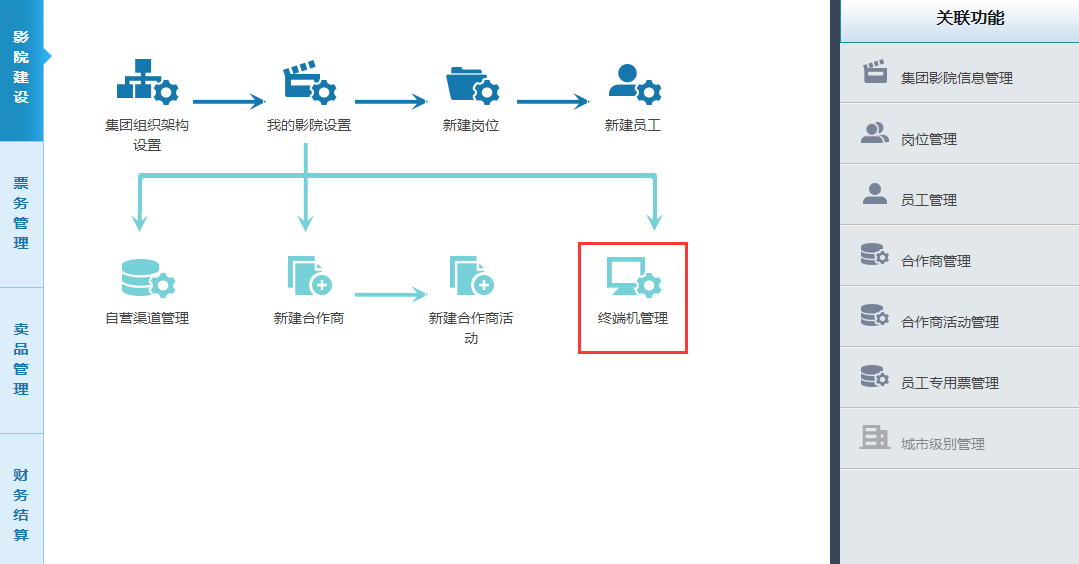 影院建设
票务管理
卖品管理
财务结算
集团组织架构
设置
我的影院设置
新建岗位
新建员工
自营渠道管理
新建合作商
新建合作商活
动
终端机管理
关联功能
集团影院信息管理
岗位管理
员工管理
合作商管理
合作商活动管理
员工专用票管理
城市级别管理